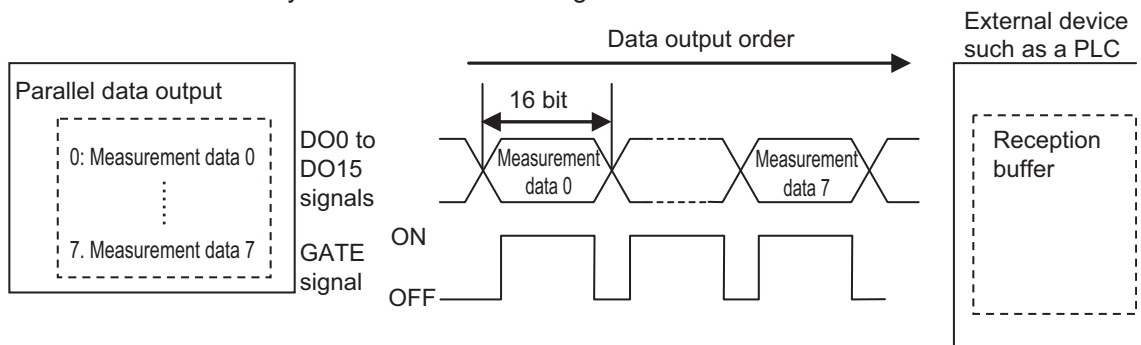 External device
such as a PLC
Data output order
Parallel data output
16 bit
0: Measurement data 0
7. Measurement data 7
DO0 to
DO15
signals
Measurement
data 0
Measurement
data 7
Reception
buffer
GATE
signal
ON
OFF